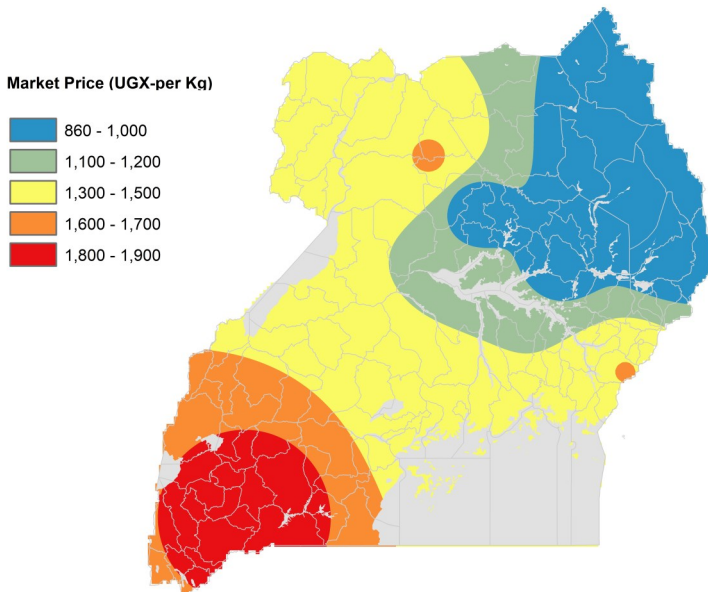 Market Price (UGX-per Kg)
860 - 1,000
1,100 - 1,200
1,300 - 1,500
1,600 - 1,700
1,800 - 1,900